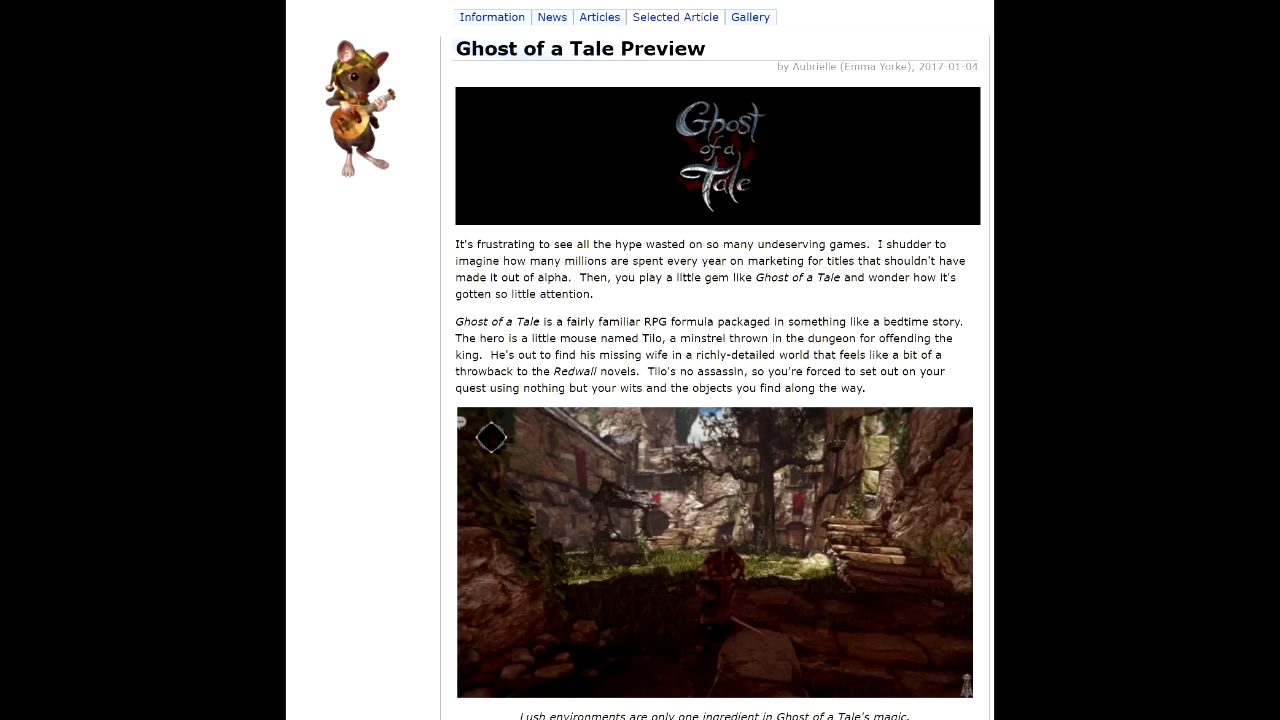 Information News Articles Selected Article Gallery
Ghost of a Tale Preview
by Aubrielle (Emma Yorke), 2017-01-04
Ghost
of a
Tale
It's frustrating to see all the hype wasted on so many undeserving games. I shudder to
imagine how many millions are spent every year on marketing for titles that shouldn't have
made it out of alpha. Then, you play a little gem like Ghost of a Tale and wonder how it's
gotten so little attention.
Ghost of a Tale is a fairly familiar RPG formula packaged in something like a bedtime story.
The hero is a little mouse named Tilo, a minstrel thrown in the dungeon for offending the
king. He's out to find his missing wife in a richly-detailed world that feels like a bit of a
throwback to the Redwall novels. Tilo's no assassin, so you're forced to set out on your
quest using nothing but your wits and the objects you find along the way.
Lush environments are only one ingredient in Ghost of a Tale's magic.